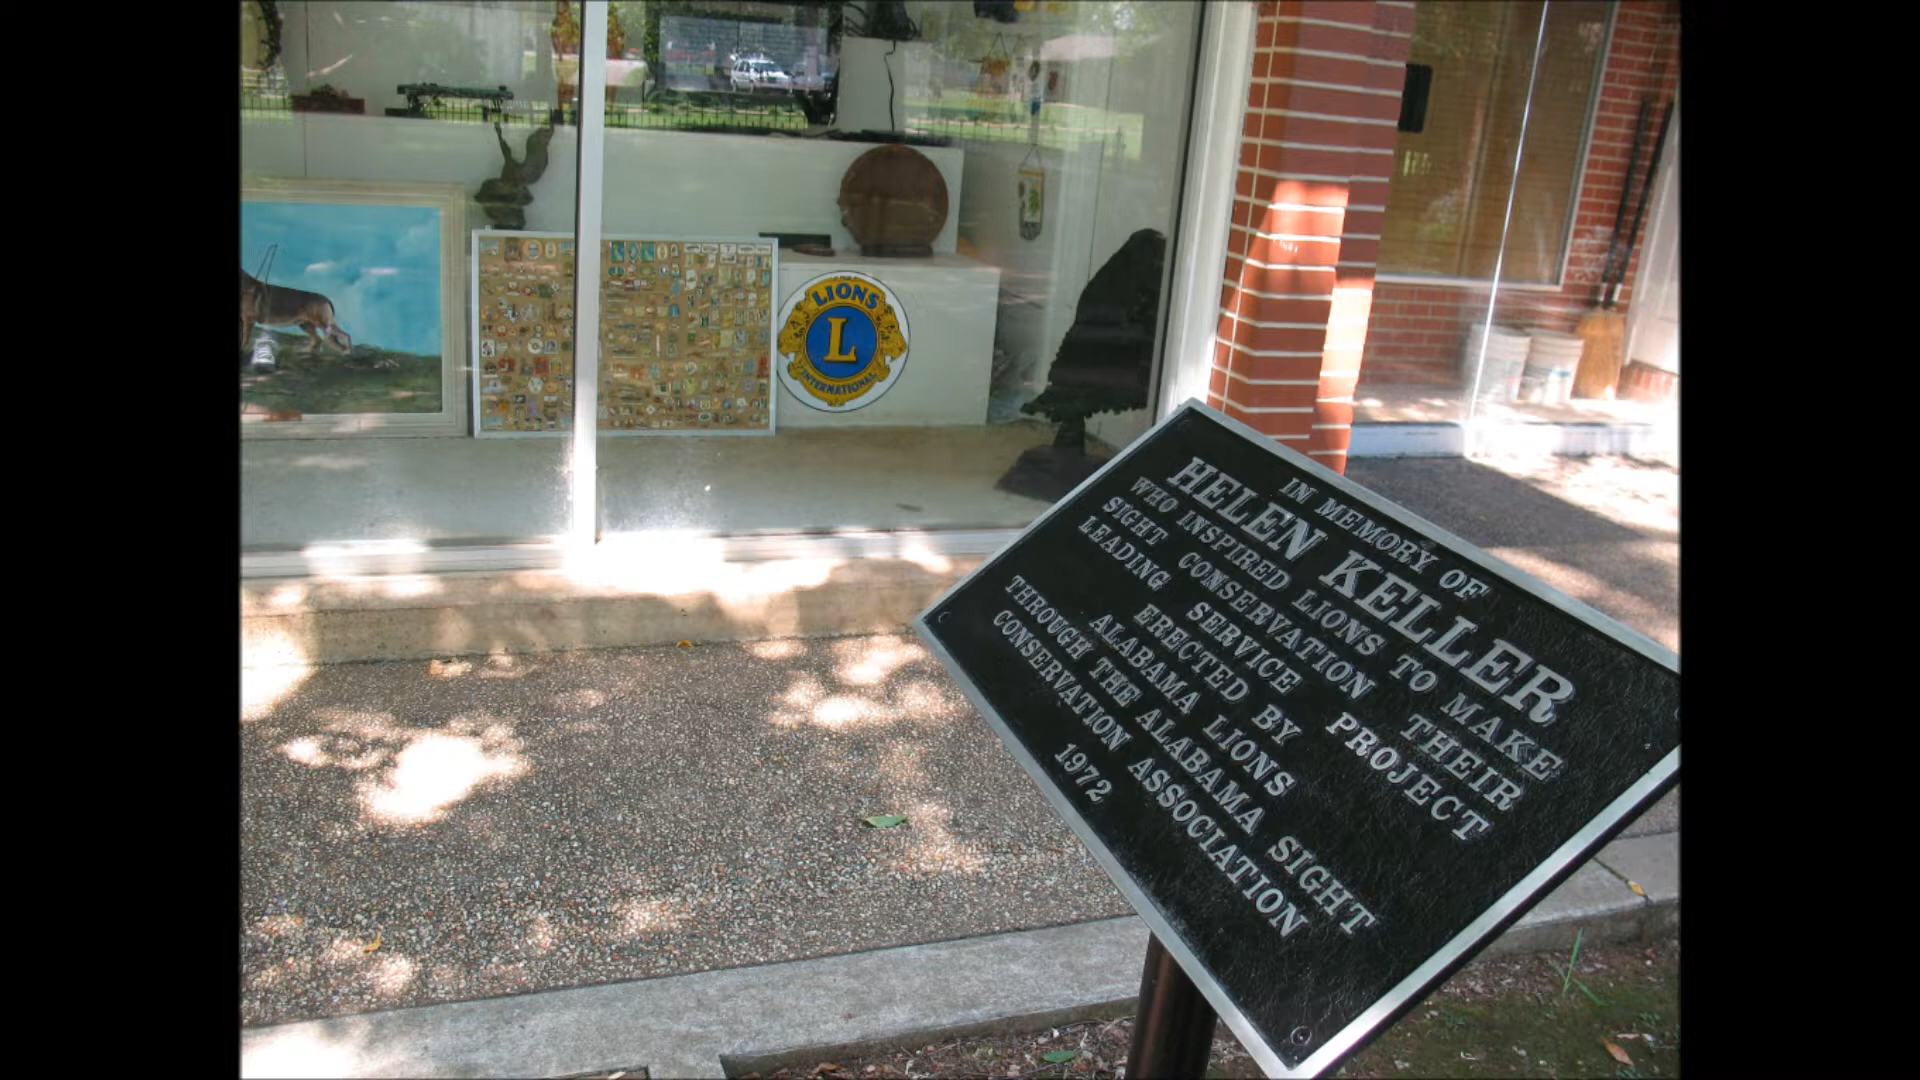 LIONS
L
INTERNATIONAL
IN MEMORY OF
HELEN KELLER
WHO INSPIRED LIONS TO MAKE
SIGHT CONSERVATION THEIR
LEADING SERVICE PROJECT
ERECTED BY
ALABAMA LIONS
THROUGH THE ALABAMA SIGHT
CONSERVATION ASSOCIATION
1972